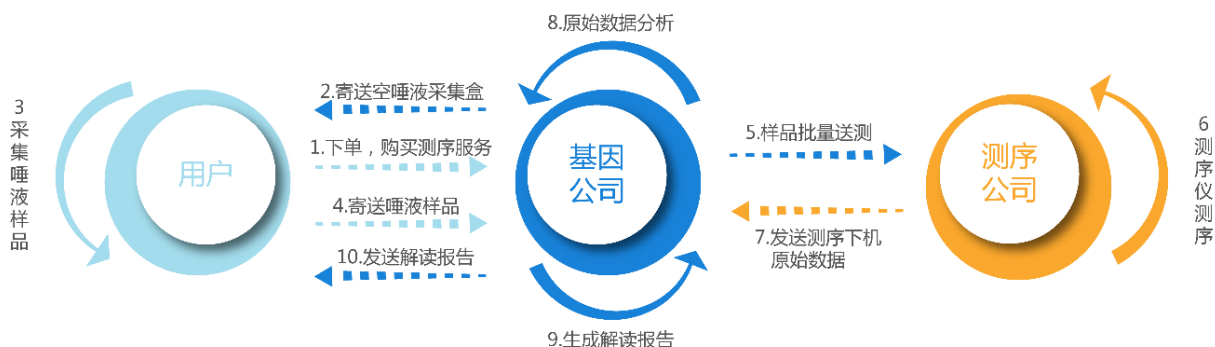 8.原始数据分析
2.寄送空唾液采集盒
3
采
集
唾
液
样
品
用户
1.下单，购买测序服务
4.寄送唾液样品
10.发送解读报告
基因
公司
5.样品批量送测
7.发送测序下机
原始数据
测序
公司
6
测
序
仪
测
序
9.生成解读报告